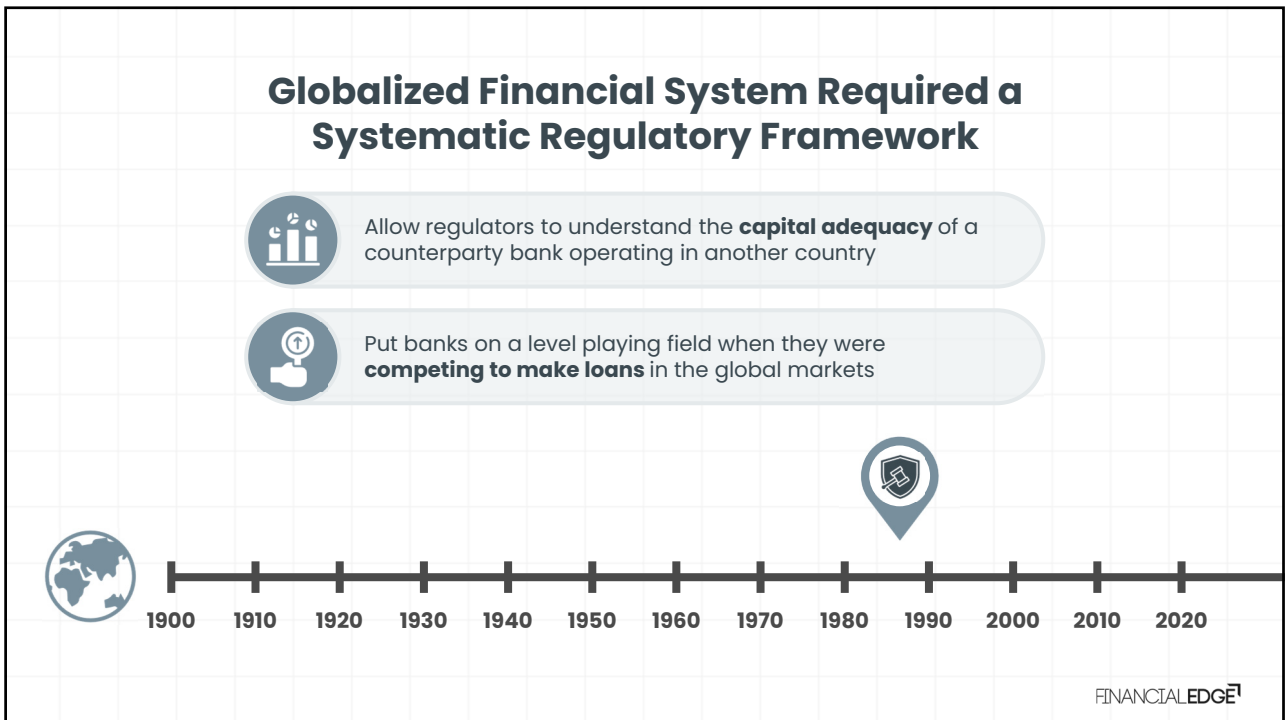 Globalized Financial System Required a
Systematic Regulatory Framework
Allow regulators to understand the capital adequacy of a
counterparty bank operating in another country
Put banks on a level playing field when they were
competing to make loans in the global markets
1900 1910 1920 1930 1940 1950 1960 1970 1980 1990 2000 2010 2020
FINANCIALEDGE